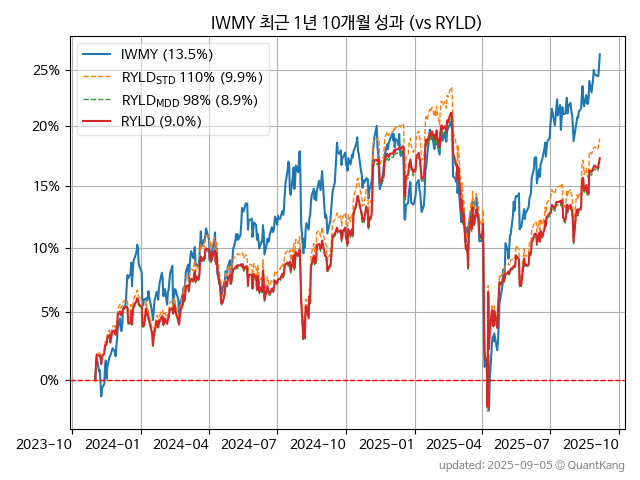 IWMY 최근 1년 10개월 성과 (vs RYLD)
IWMY (13.5%)
RYLD_STD 110% (9.9%)
RYLD_MDD 98% (8.9%)
RYLD (9.0%)
25%
20%
15%
10%
5%
0%
2023-10 2024-01 2024-04 2024-07 2024-10 2025-01 2025-04 2025-07 2025-10
updated: 2025-09-05 © QuantKang